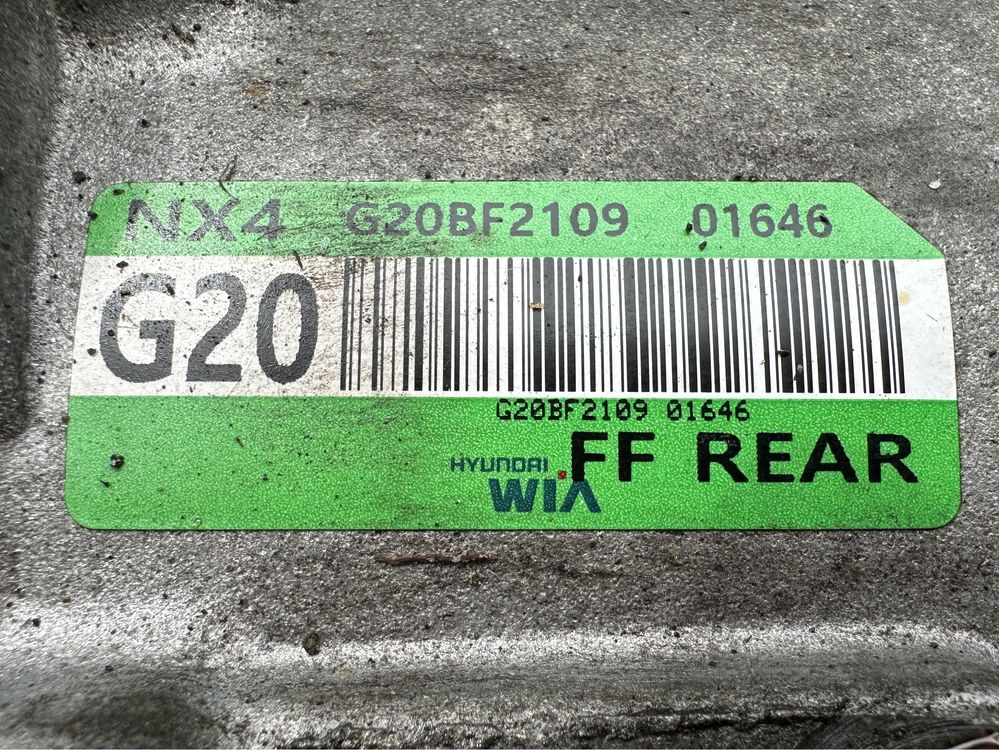 NX4 G20BF2109 01646
G20
G20BF2109 01646
FF REAR
HYUNDAI
WIA